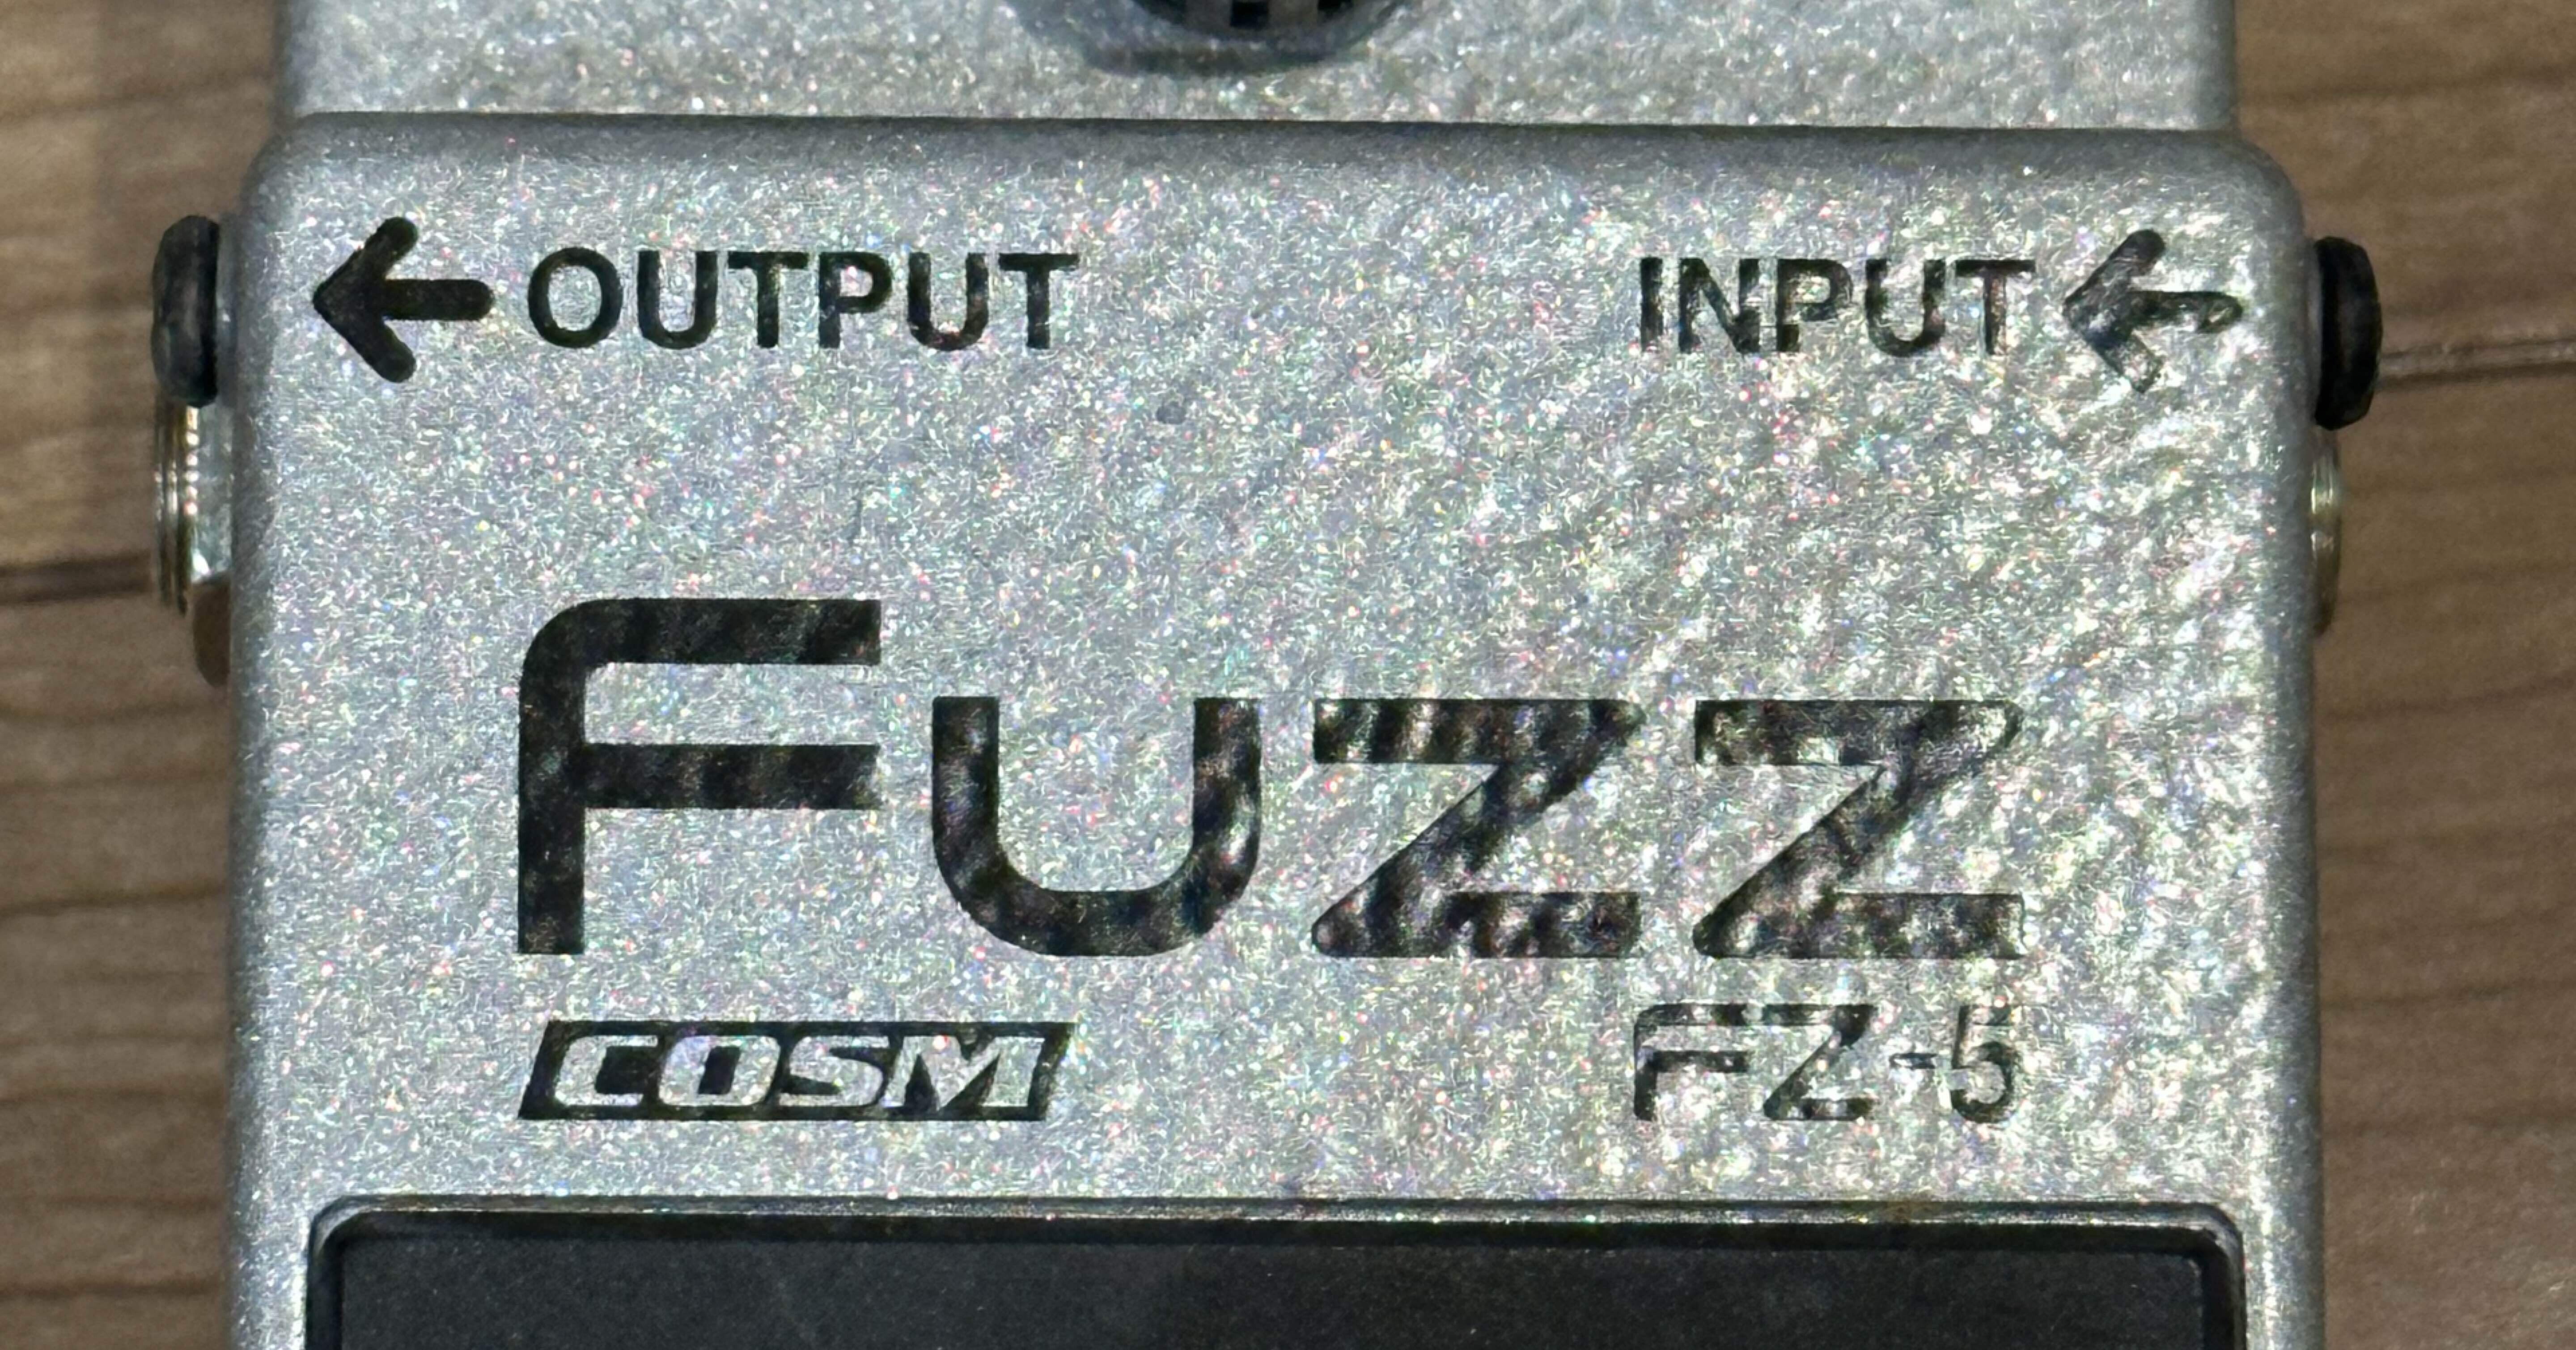 ← OUTPUT INPUT ←
FUZZ
COSM FZ-5